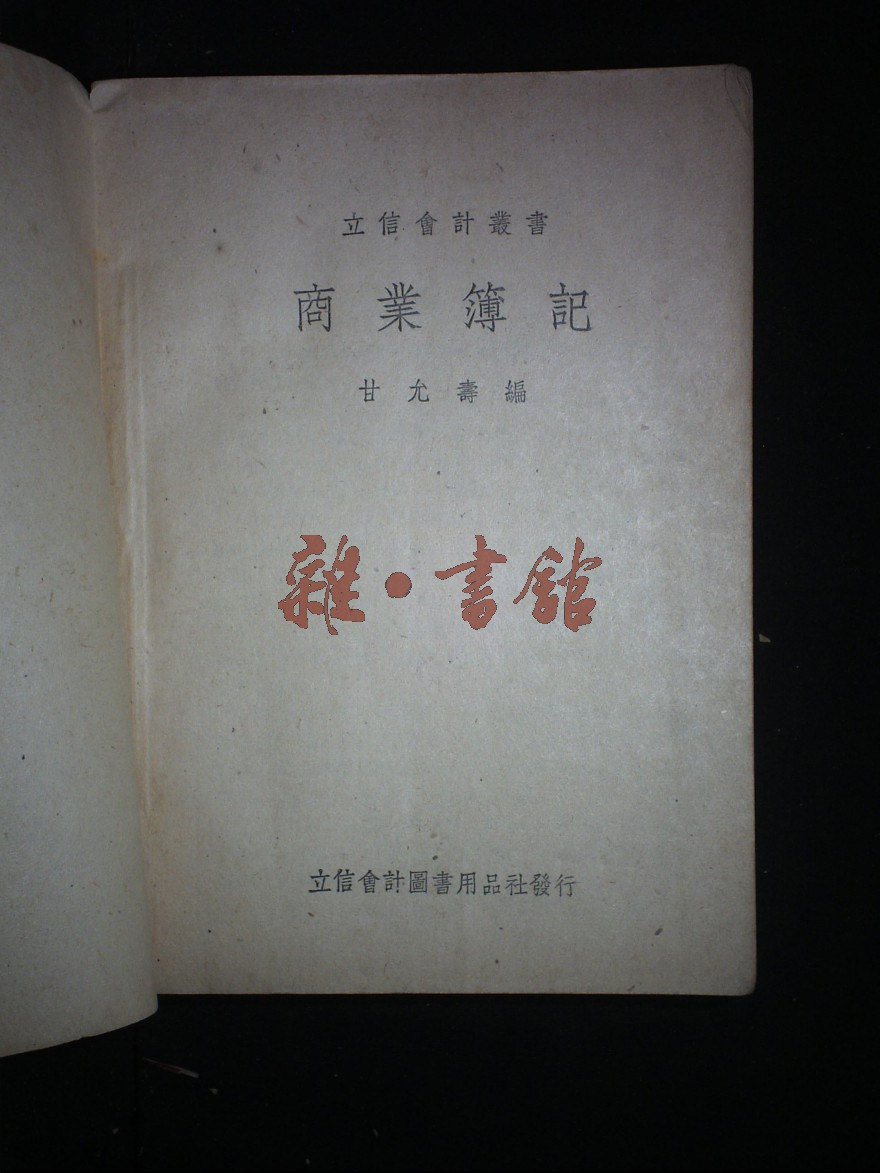 立信會計叢書
商業簿記
甘允壽編
雜·書館
立信會計圖書用品社發行